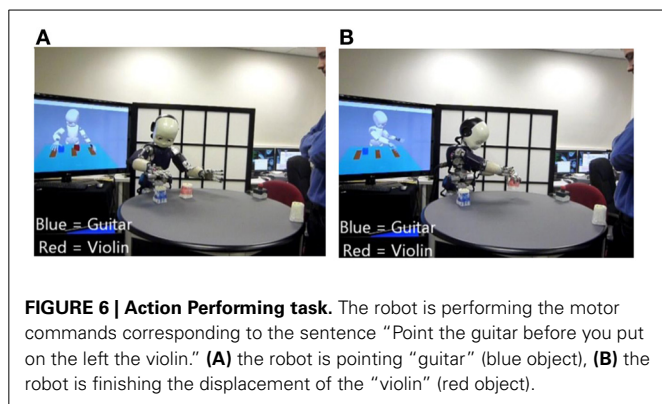 A
B
Blue = Guitar
Red = Violin
Blue = Guitar
Red = Violin
FIGURE 6 | Action Performing task. The robot is performing the motor
commands corresponding to the sentence “Point the guitar before you put
on the left the violin.” (A) the robot is pointing “guitar” (blue object), (B) the
robot is finishing the displacement of the “violin” (red object).